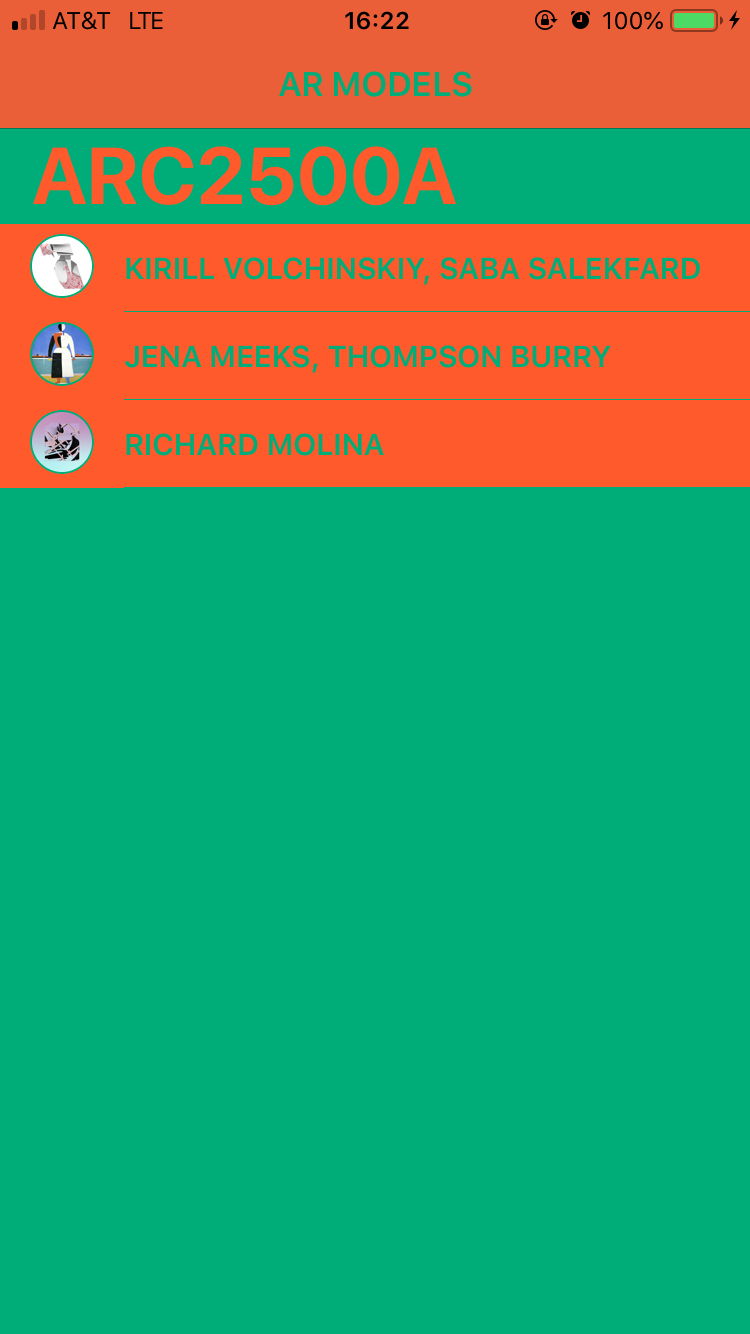 AT&T LTE 16:22 100%
AR MODELS
ARC2500A
KIRILL VOLCHINSKIY, SABA SALEKFARD
JENA MEEKS, THOMPSON BURRY
RICHARD MOLINA